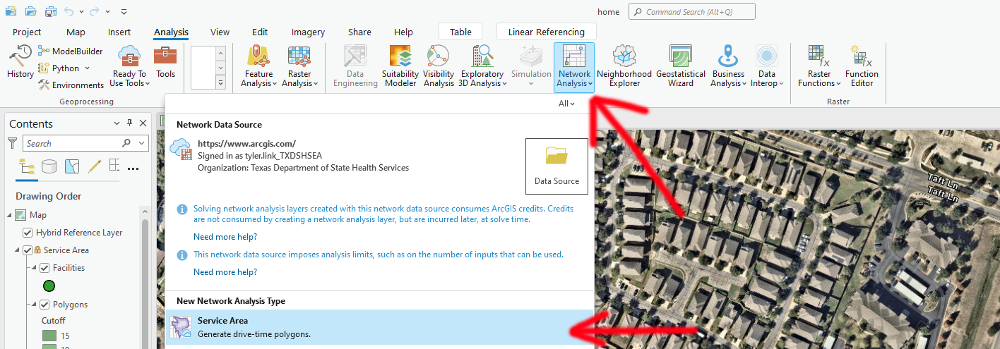 home
Command Search (Alt+Q)
Project Map Insert Analysis View Edit Imagery Share Help Table Linear Referencing
History
ModelBuilder
Python
Environments
Ready To
Use Tools
Tools
Feature
Analysis
Raster
Analysis
Data
Engineering
Suitability
Modeler
Visibility
Analysis
Exploratory
3D Analysis
Simulation
Network
Analysis
Neighborhood
Explorer
Geostatistical
Wizard
Business
Analysis
Data
Interop
Raster
Functions
Function
Editor
Geoprocessing
Raster
All
Contents
Search
Drawing Order
Map
Hybrid Reference Layer
Service Area
Facilities
Polygons
Cutoff
15
10
Network Data Source
https://www.arcgis.com/
Signed in as tyler.link_TXDSHSEA
Organization: Texas Department of State Health Services
Data Source
Solving network analysis layers created with this network data source consumes ArcGIS credits. Credits
are not consumed by creating a network analysis layer, but are incurred later, at solve time.
Need more help?
This network data source imposes analysis limits, such as on the number of inputs that can be used.
Need more help?
New Network Analysis Type
Service Area
Generate drive-time polygons.
Taft Ln
Taft Ln